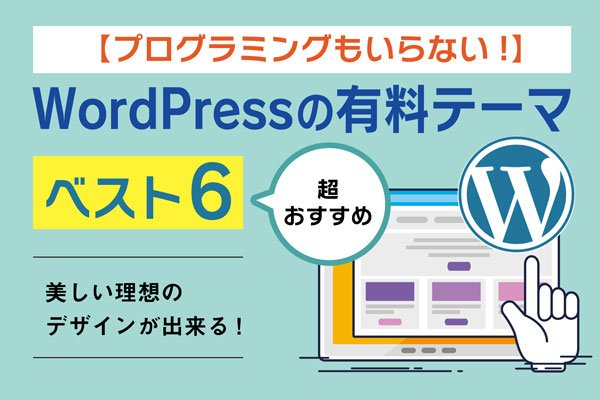 【プログラミングもいらない!】
WordPressの有料テーマ
ベスト6
超
おすすめ
美しい理想の
デザインが出来る!